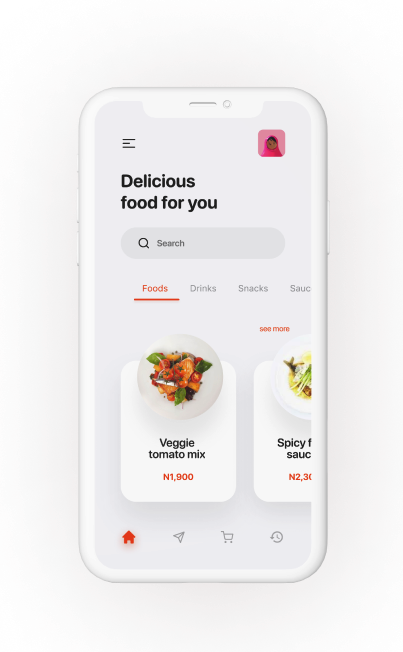 Delicious
food for you
Search
Foods Drinks Snacks Sauc
see more
Veggie
tomato mix
N1,900
Spicy f
sauc
N2,30